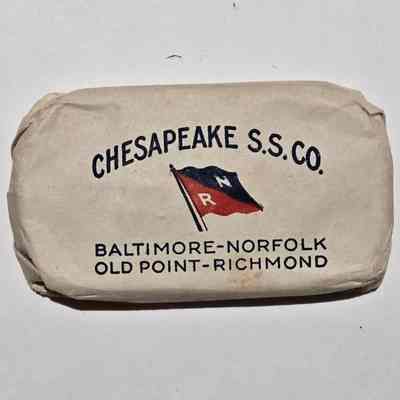 CHESAPEAKE S.S. CO.
N
R
BALTIMORE-NORFOLK
OLD POINT-RICHMOND